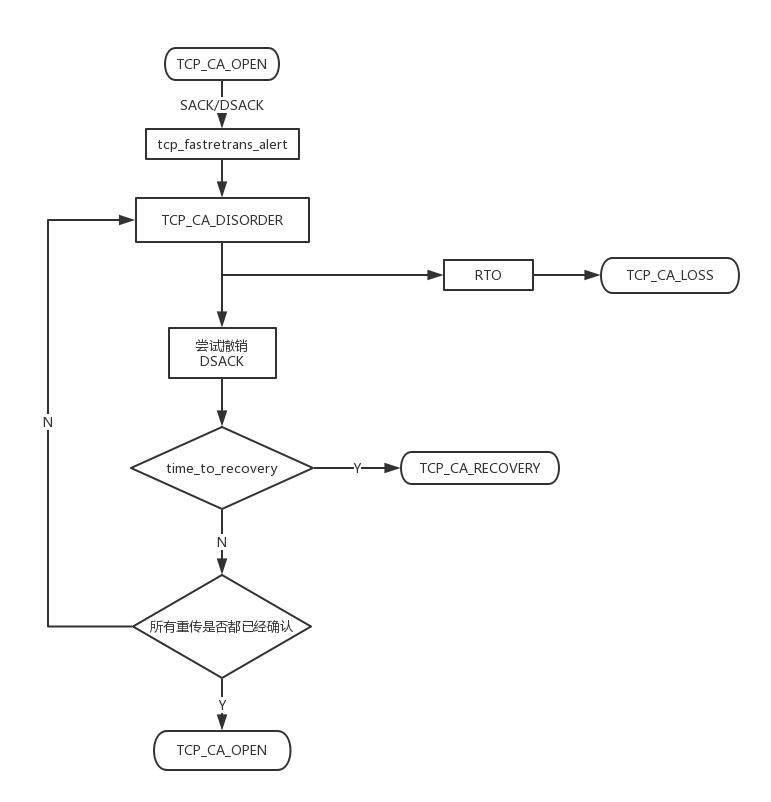 TCP_CA_OPEN
SACK/DSACK
tcp_fastretrans_alert
TCP_CA_DISORDER
RTO
TCP_CA_LOSS
尝试撤销
DSACK
N
time_to_recovery
Y
TCP_CA_RECOVERY
N
所有重传是否都已经确认
Y
TCP_CA_OPEN